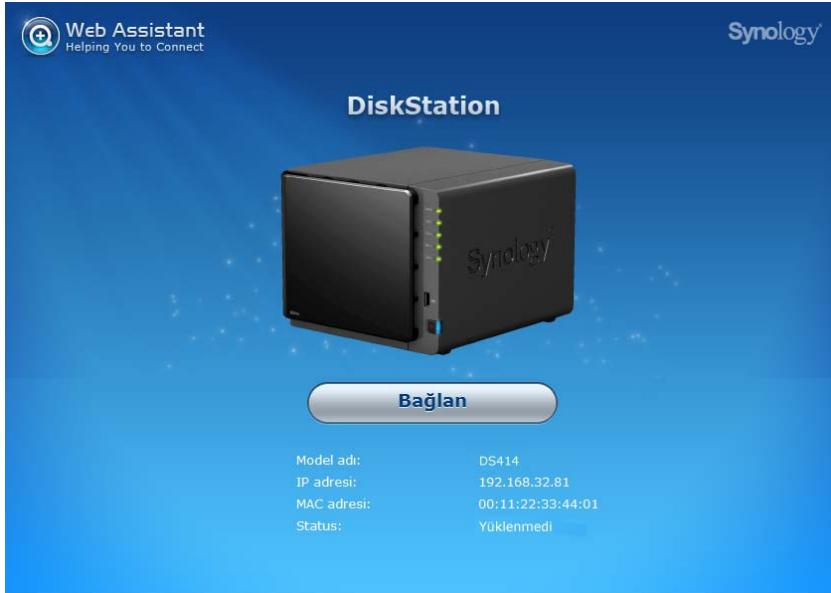 Web Assistant
Helping You to Connect
Synology
DiskStation
Synology
Bağlan
Model adı: DS414
IP adresi: 192.168.32.81
MAC adresi: 00:11:22:33:44:01
Status: Yüklenmedi